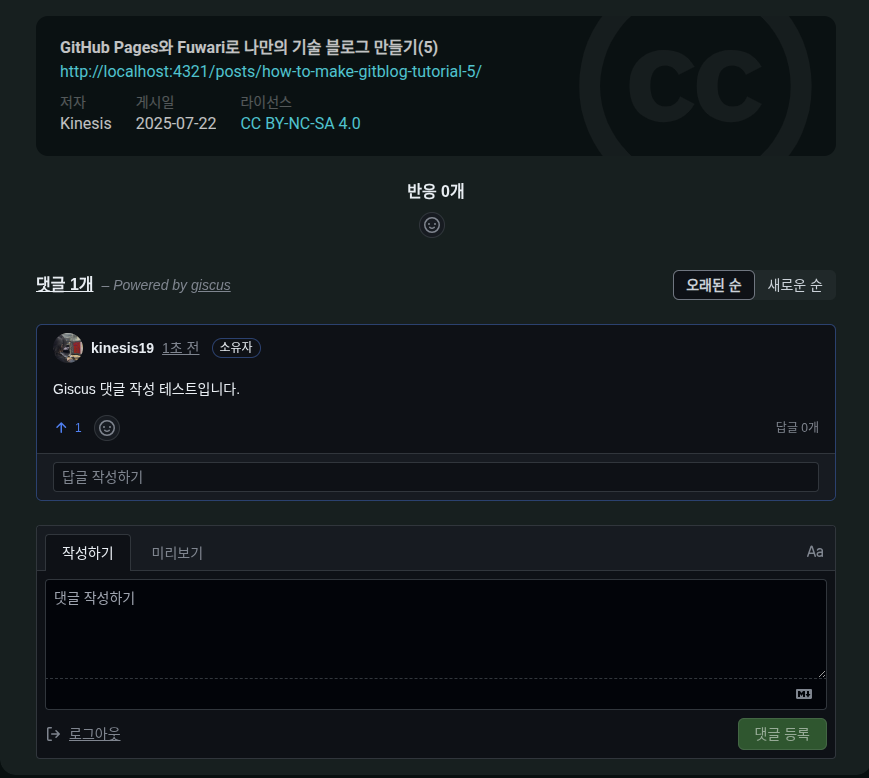 GitHub Pages와 Fuwari로 나만의 기술 블로그 만들기(5)
http://localhost:4321/posts/how-to-make-gitblog-tutorial-5/
저자 게시일 라이선스
Kinesis 2025-07-22 CC BY-NC-SA 4.0
cc
반응 0개
댓글 1개 – Powered by giscus 오래된 순 새로운 순
kinesis19 1초 전 소유자
Giscus 댓글 작성 테스트입니다.
1 답글 0개
답글 작성하기
작성하기 미리보기 Aa
댓글 작성하기
M
로그아웃 댓글 등록